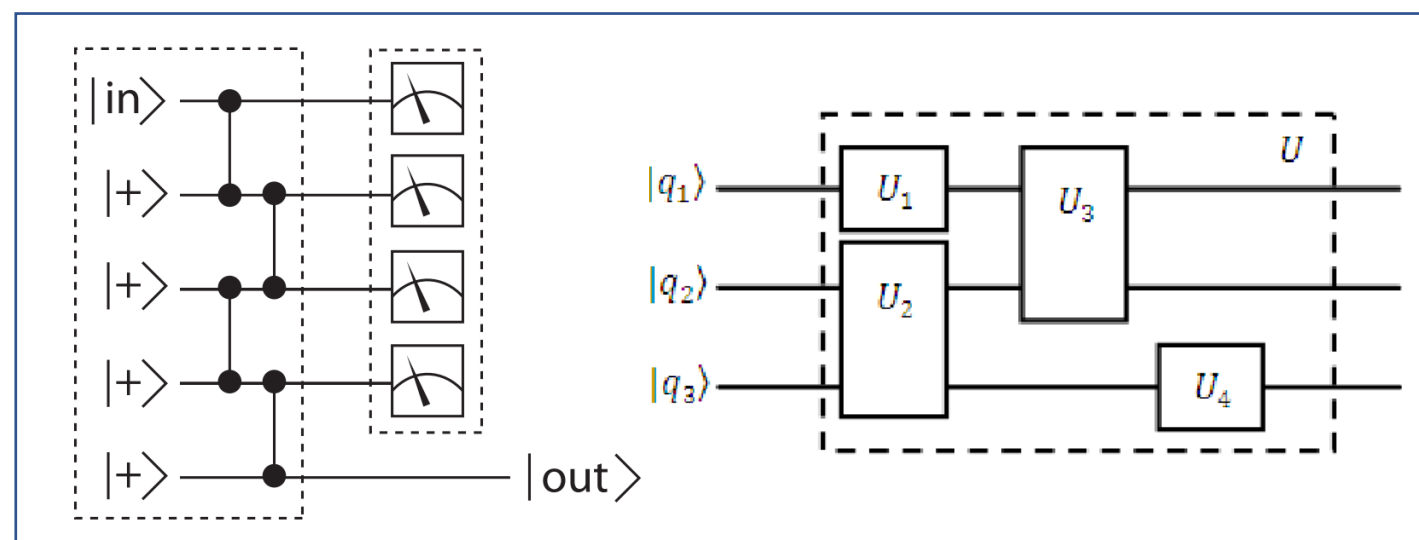 |in⟩
|+⟩
|+⟩
|+⟩
|+⟩
|out⟩
U
|q₁⟩
U₁
U₃
|q₂⟩
U₂
|q₃⟩
U₄